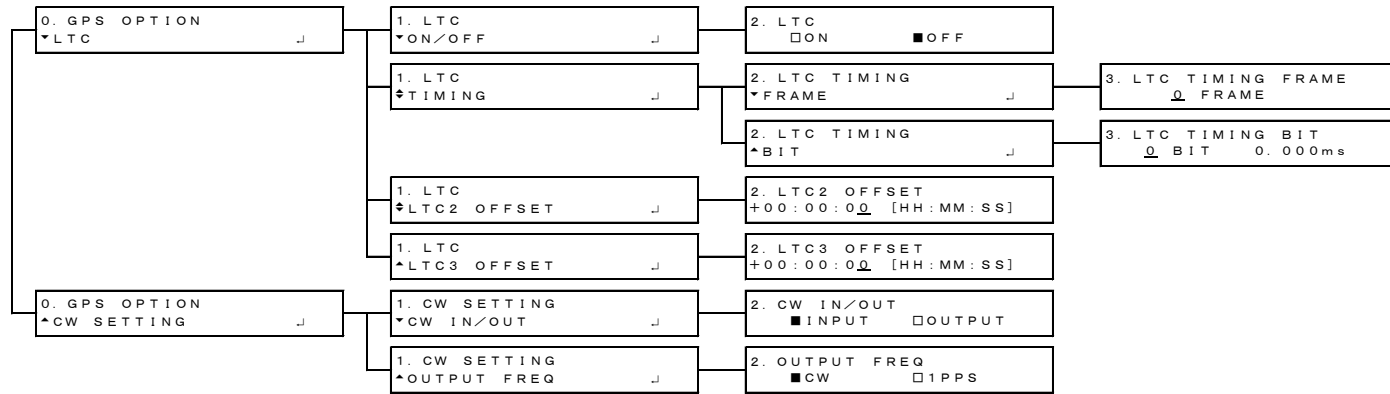 0. GPS OPTION
▼LTC ↵
1. LTC
▼ON/OFF ↵
2. LTC
□ON ■OFF
1. LTC
♦TIMING ↵
2. LTC TIMING
▼FRAME ↵
3. LTC TIMING FRAME
0 FRAME
2. LTC TIMING
▲BIT ↵
3. LTC TIMING BIT
0 BIT 0.000ms
1. LTC
♦LTC2 OFFSET ↵
2. LTC2 OFFSET
+00:00:00 [HH:MM:SS]
1. LTC
▲LTC3 OFFSET ↵
2. LTC3 OFFSET
+00:00:00 [HH:MM:SS]
0. GPS OPTION
▲CW SETTING ↵
1. CW SETTING
▼CW IN/OUT ↵
2. CW IN/OUT
■INPUT □OUTPUT
1. CW SETTING
▲OUTPUT FREQ ↵
2. OUTPUT FREQ
■CW □1PPS